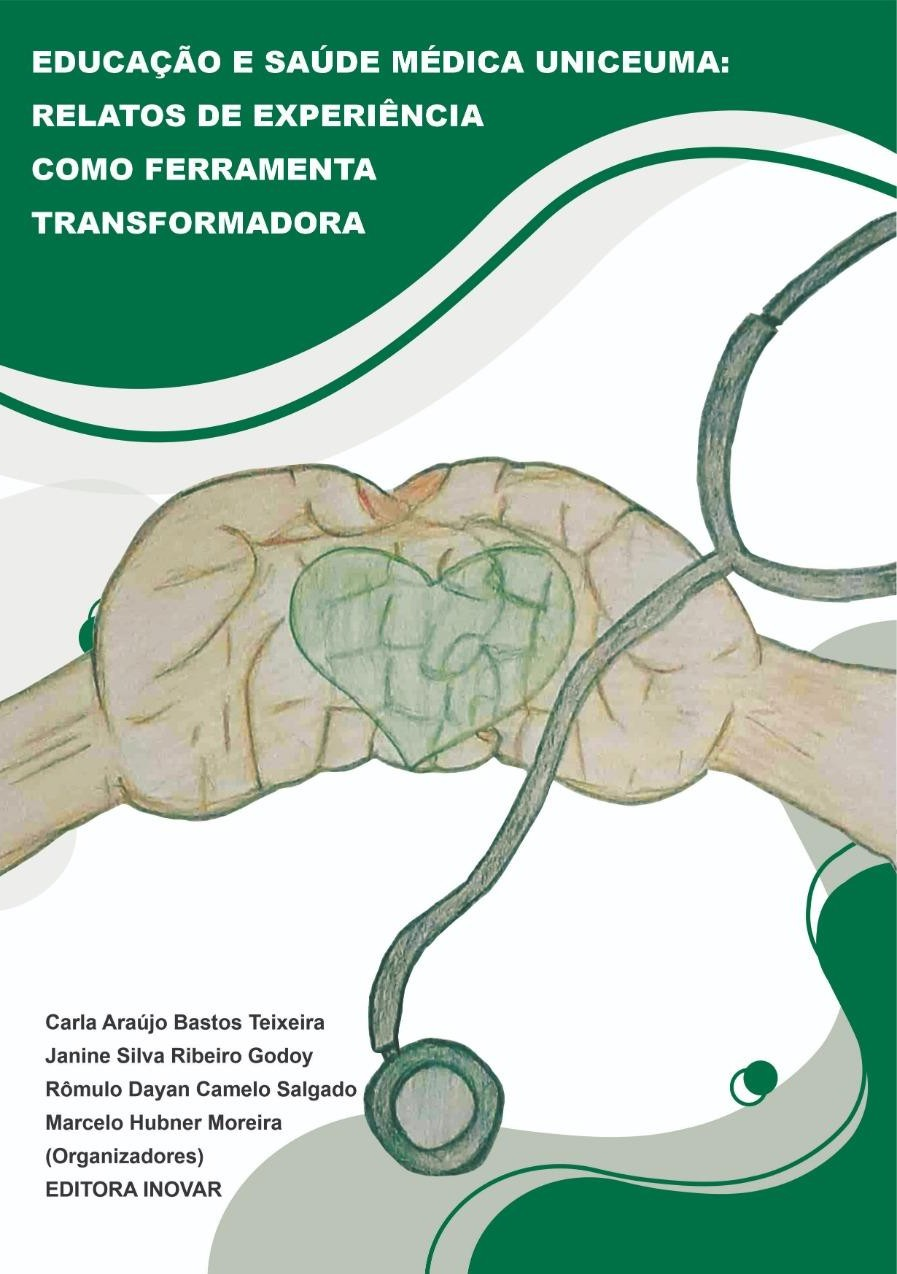 EDUCAÇÃO E SAÚDE MÉDICA UNICEUMA:
RELATOS DE EXPERIÊNCIA
COMO FERRAMENTA
TRANSFORMADORA
Carla Araújo Bastos Teixeira
Janine Silva Ribeiro Godoy
Rômulo Dayan Camelo Salgado
Marcelo Hubner Moreira
(Organizadores)
EDITORA INOVAR